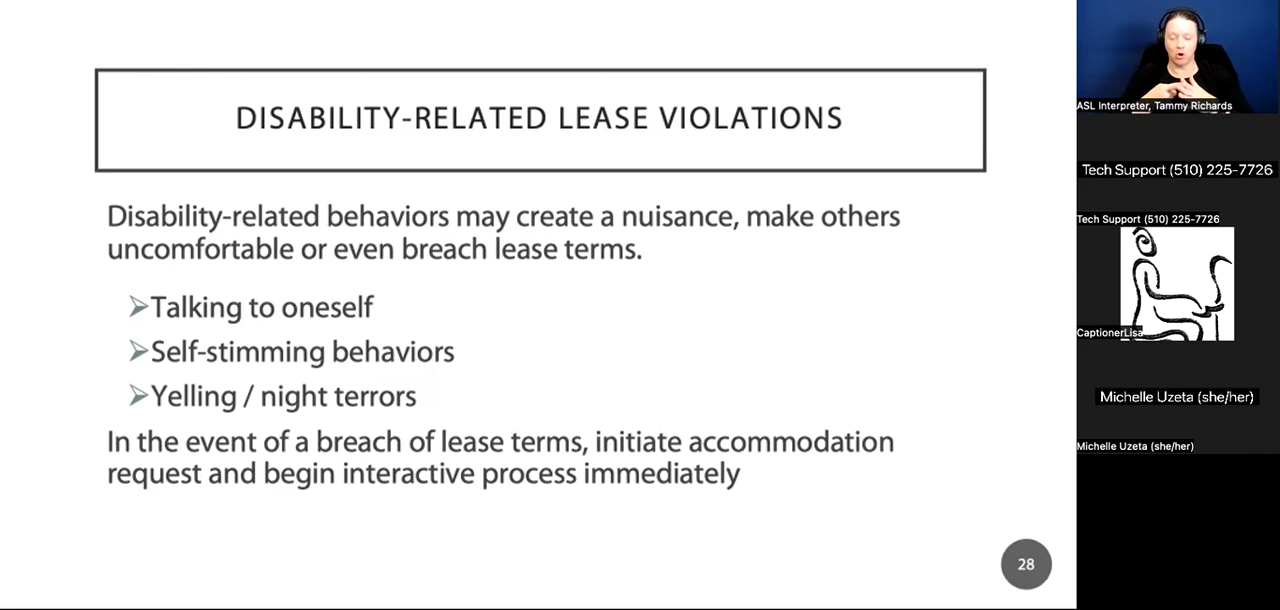 DISABILITY-RELATED LEASE VIOLATIONS
Disability-related behaviors may create a nuisance, make others
uncomfortable or even breach lease terms.
➢Talking to oneself
➢Self-stimming behaviors
➢Yelling / night terrors
In the event of a breach of lease terms, initiate accommodation
request and begin interactive process immediately
28
ASL Interpreter, Tammy Richards
Tech Support (510) 225-7726
Tech Support (510) 225-7726
CaptionerLisa
Michelle Uzeta (she/her)
Michelle Uzeta (she/her)